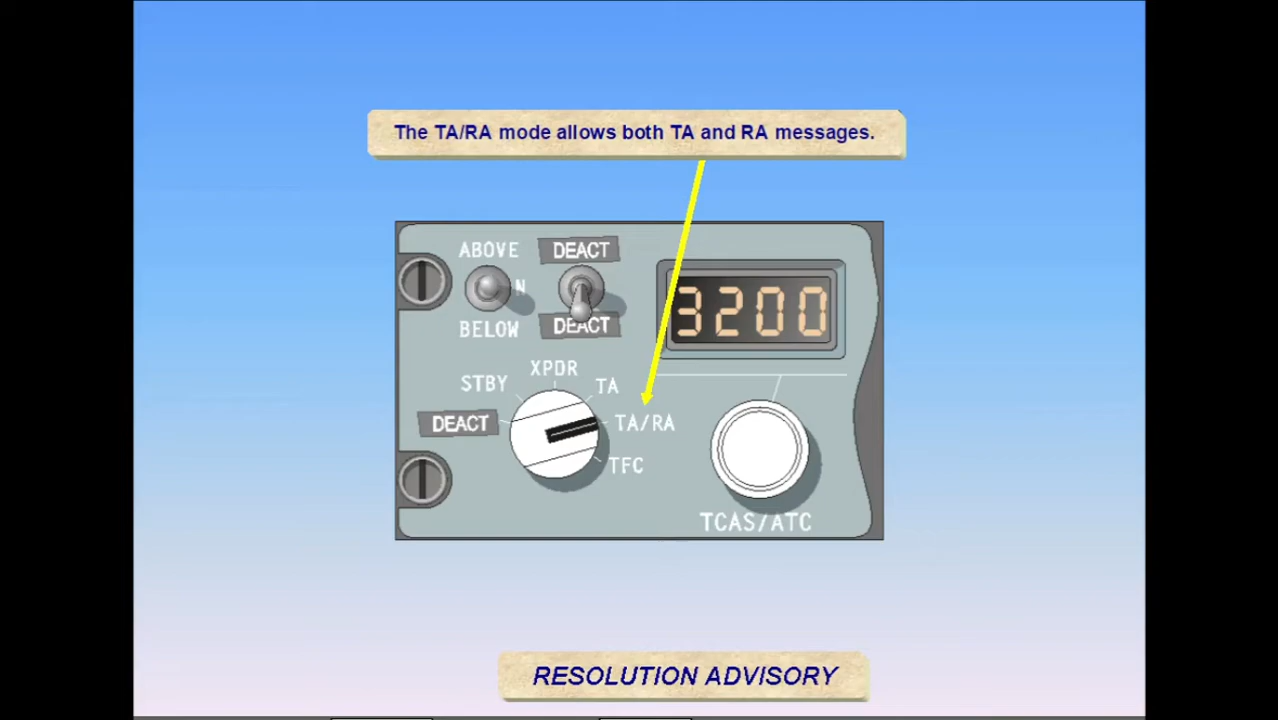 The TA/RA mode allows both TA and RA messages.
ABOVE
DEACT
N
BELOW
DEACT
3200
XPDR
STBY
TA
DEACT
TA/RA
TFC
TCAS/ATC
RESOLUTION ADVISORY